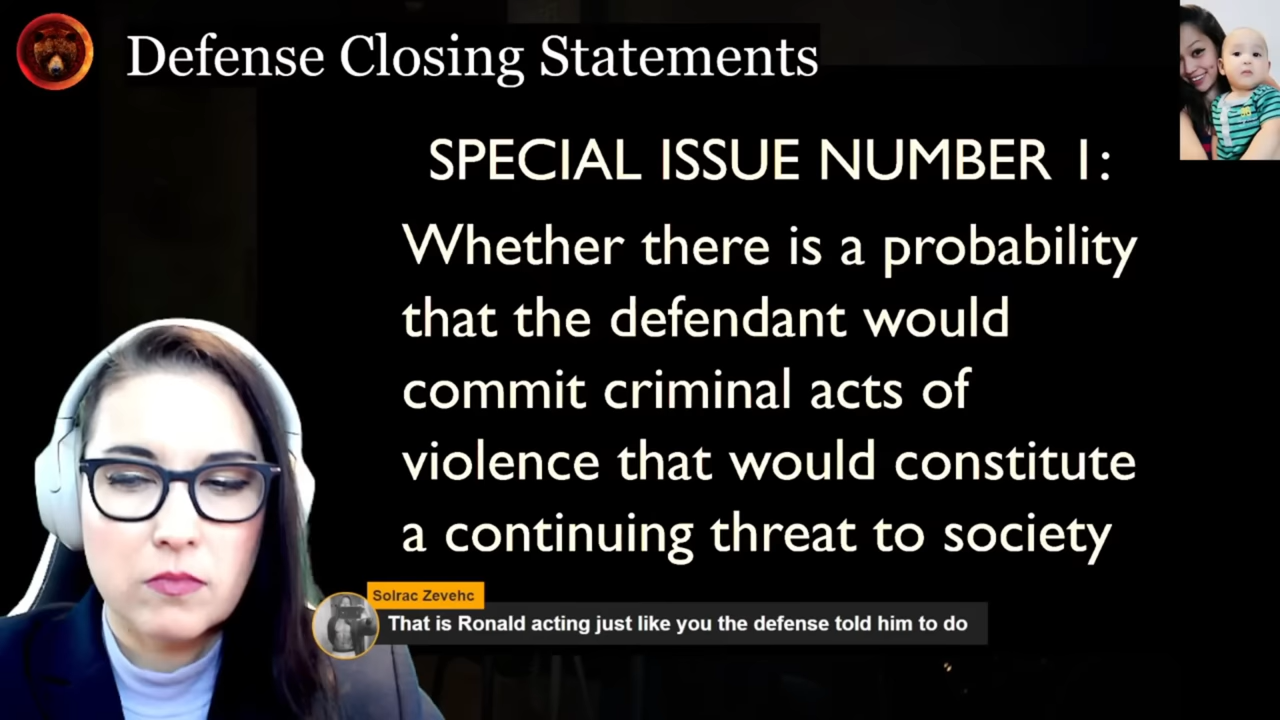 Defense Closing Statements
SPECIAL ISSUE NUMBER 1:
Whether there is a probability
that the defendant would
commit criminal acts of
violence that would constitute
a continuing threat to society
Solrac Zevehc
That is Ronald acting just like you the defense told him to do